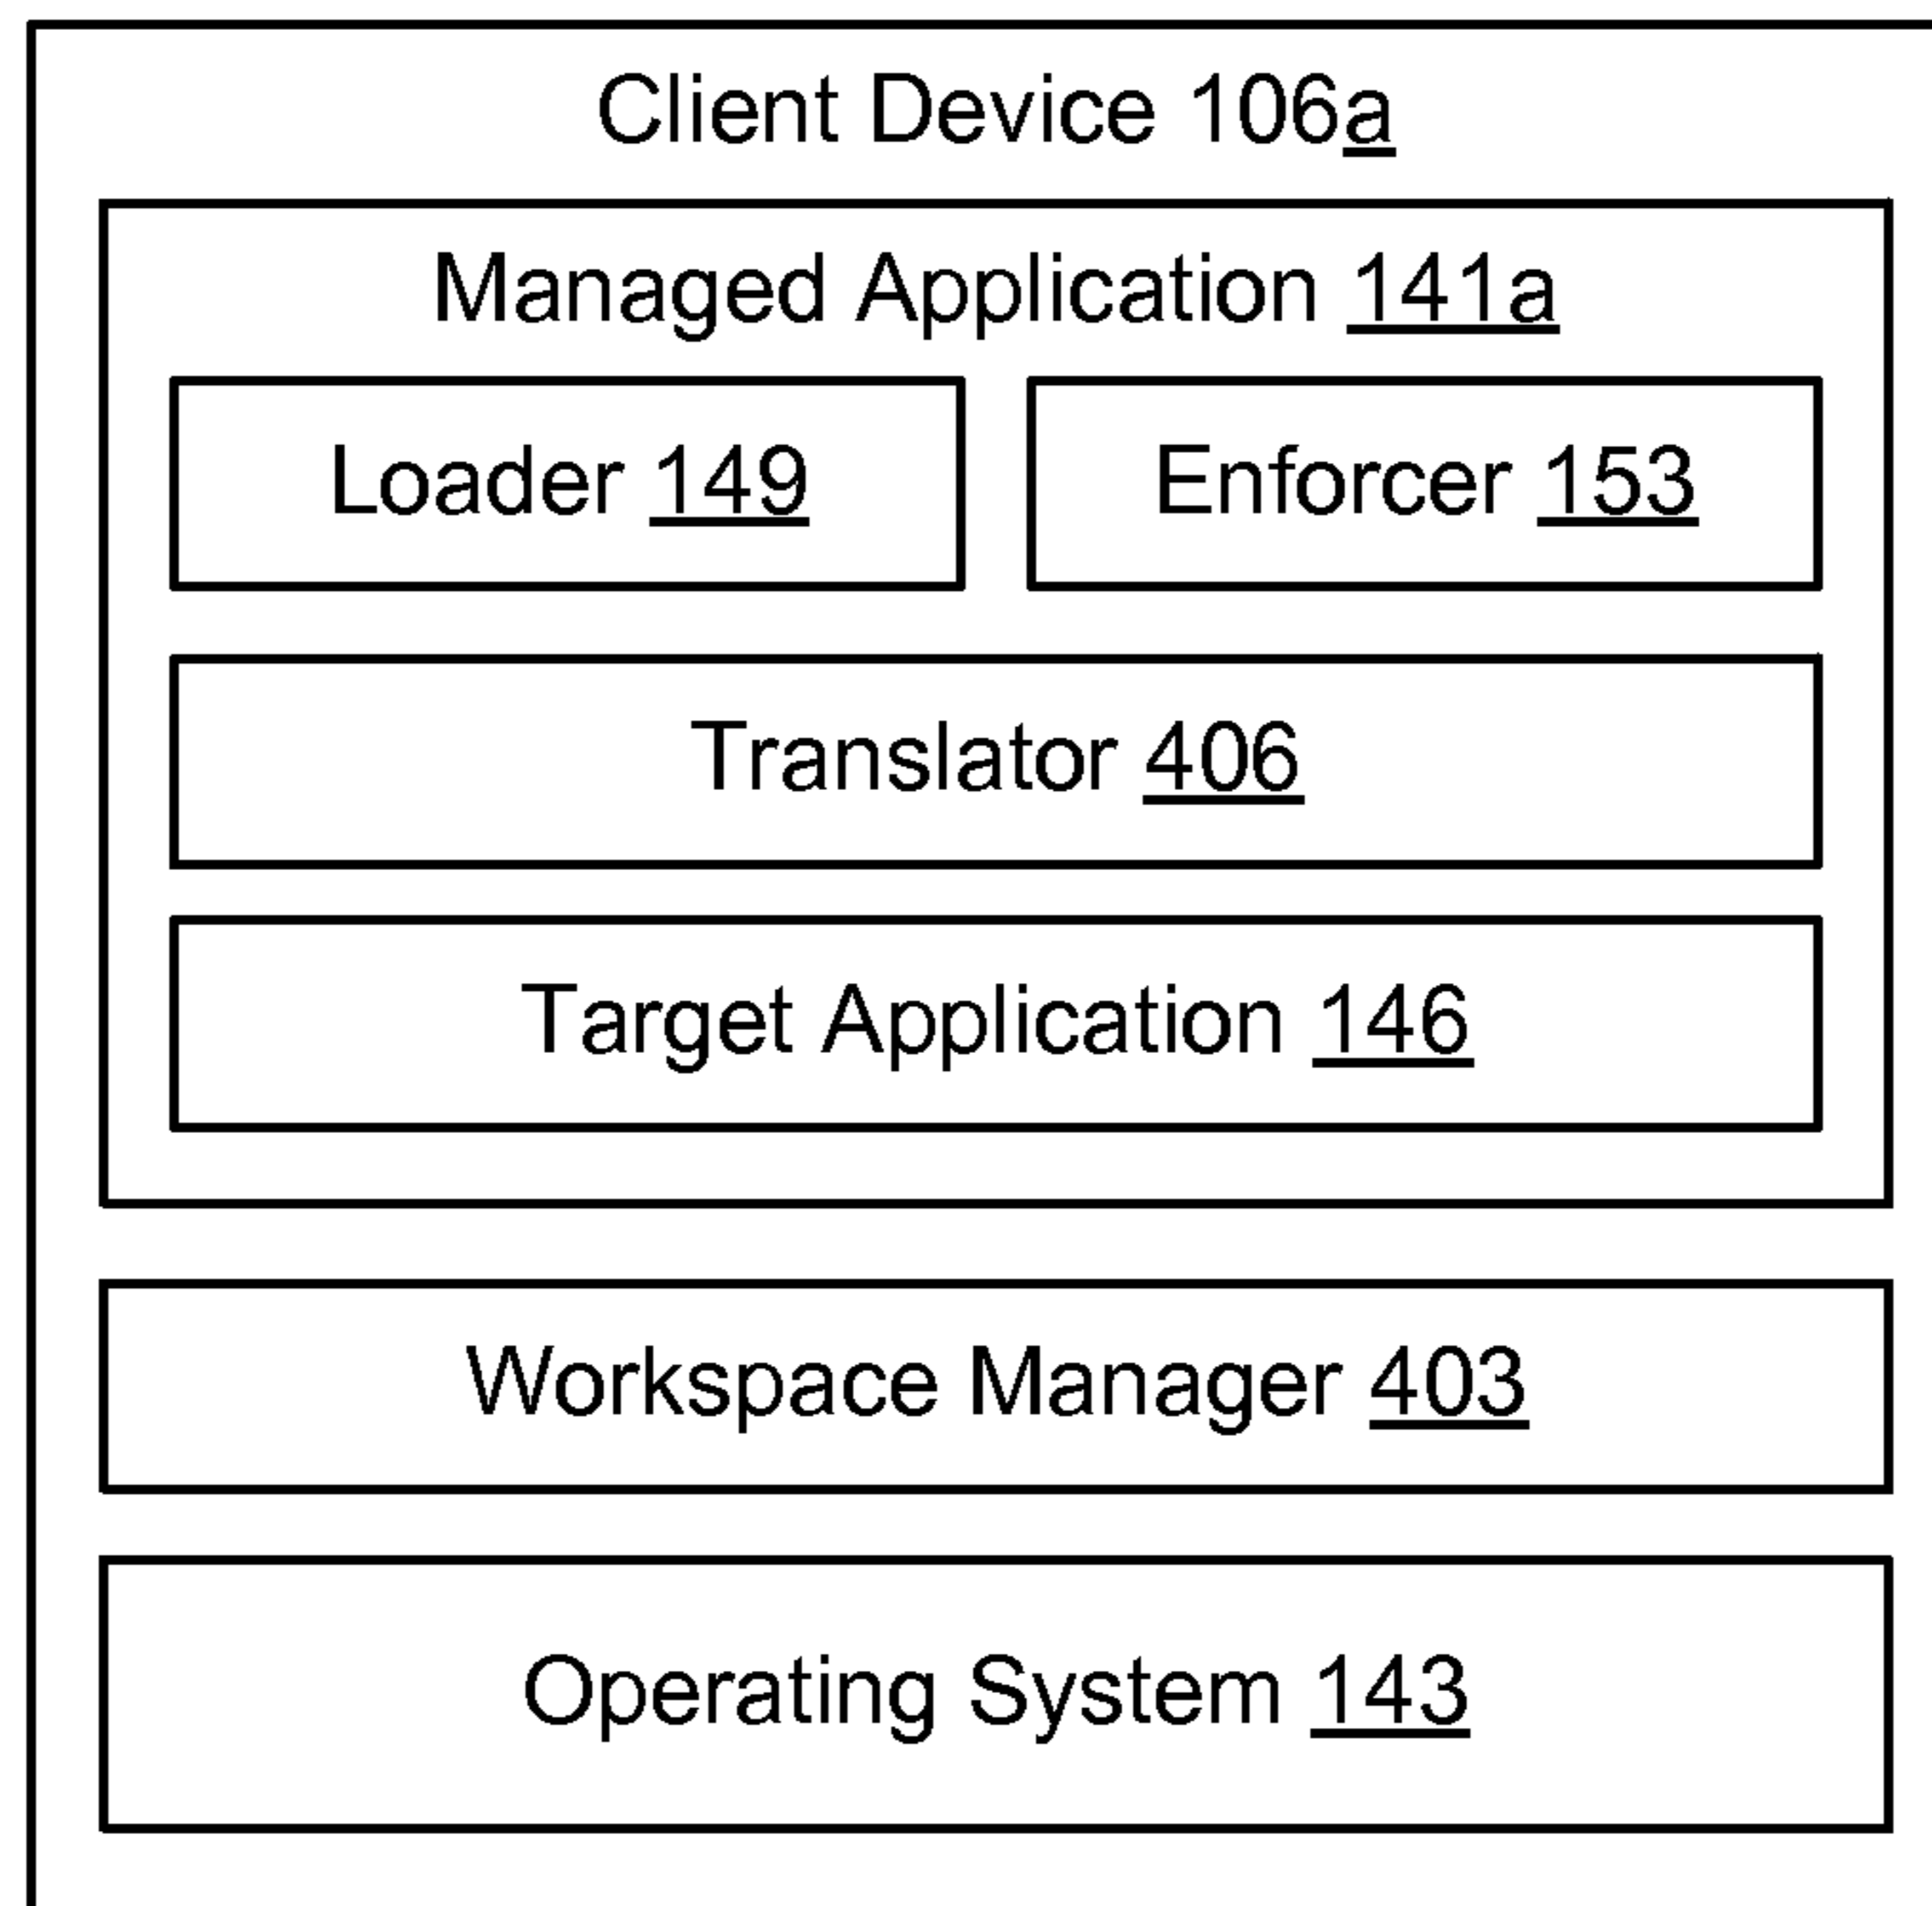 Client Device 106a
Managed Application 141a
Loader 149
Enforcer 153
Translator 406
Target Application 146
Workspace Manager 403
Operating System 143